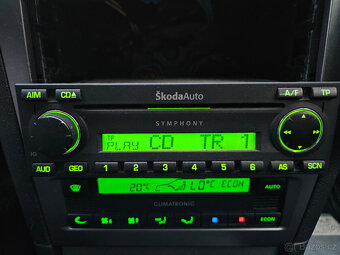 ŠkodaAuto
AIM CD A/F TP
SYMPHONY
TP
PLAY CD TR 1
AUD GEO 1 2 3 4 5 6 AS SCN
20°C LO°C ECON AUTO
CLIMATRONIC
ECON